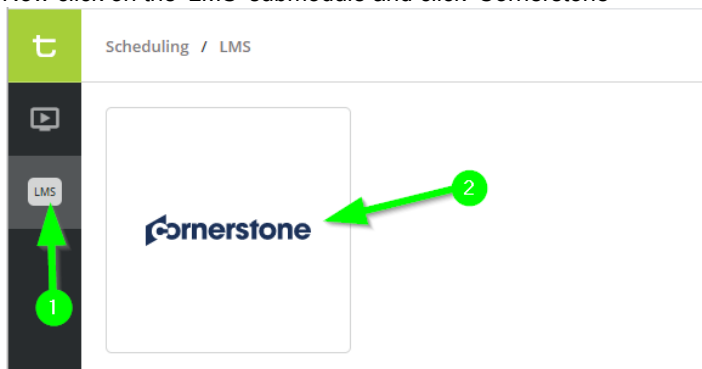 Now click on the 'LMS' submodule and click 'Cornerstone'
t
Scheduling / LMS
LMS
2
cornerstone
1